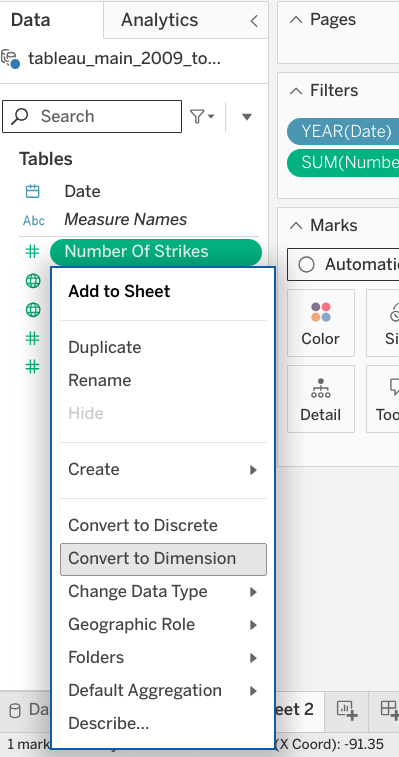 Data
Analytics
Pages
tableau_main_2009_to...
Filters
Search
YEAR(Date)
SUM(Numbe
Tables
Date
Abc
Measure Names
Marks
Number Of Strikes
Automatic
Add to Sheet
Color
Duplicate
Rename
Hide
Detail
Create
Convert to Discrete
Convert to Dimension
Change Data Type
Geographic Role
Folders
Default Aggregation
Describe...
Da
eet 2
1 mark
(X Coord): -91.35